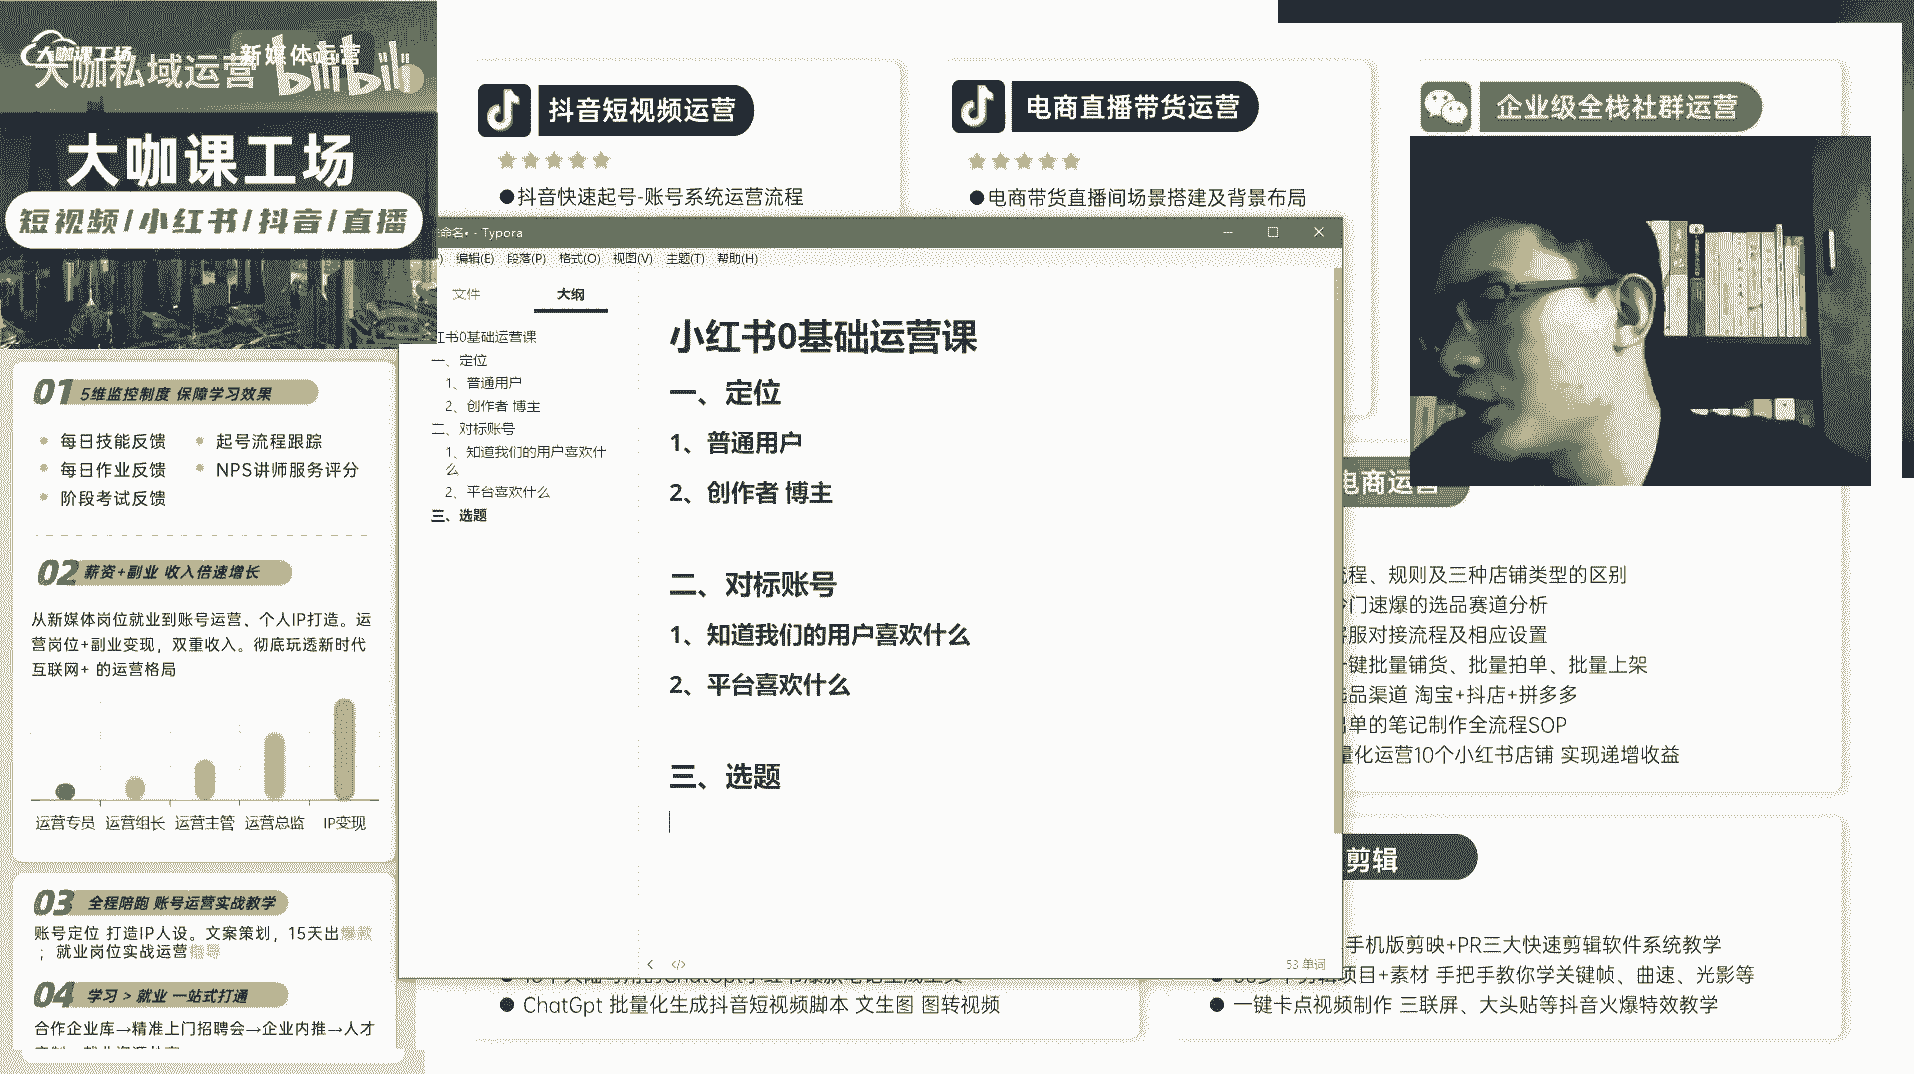 大咖课工场
新媒体运营
大咖私域运营
bilibili
大咖课工场
短视频/小红书/抖音/直播
01 5维监控制度 保障学习效果
每日技能反馈
起号流程跟踪
每日作业反馈
NPS讲师服务评分
阶段考试反馈
02 薪资+副业 收入倍速增长
从新媒体岗位就业到账号运营、个人IP打造。运
营岗位+副业变现，双重收入。彻底玩透新时代
互联网+ 的运营格局
运营专员 运营组长 运营主管 运营总监 IP变现
03 全程陪跑 账号运营实战教学
账号定位 打造IP人设。文案策划，15天出爆款
；就业岗位实战运营指导
04 学习 > 就业 一站式打通
合作企业库→精准上门招聘会→企业内推→人才
抖音短视频运营
●抖音快速起号-账号系统运营流程
电商直播带货运营
●电商带货直播间场景搭建及背景布局
企业级全栈社群运营
命名• - Typora
编辑(E) 段落(P) 格式(O) 视图(V) 主题(T) 帮助(H)
文件 大纲
红书0基础运营课
一、定位
1、普通用户
2、创作者 博主
二、对标账号
1、知道我们的用户喜欢什
么
2、平台喜欢什么
三、选题
小红书0基础运营课
一、定位
1、普通用户
2、创作者 博主
二、对标账号
1、知道我们的用户喜欢什么
2、平台喜欢什么
三、选题
53 单词
电商运营
流程、规则及三种店铺类型的区别
冷门速爆的选品赛道分析
客服对接流程及相应设置
一键批量铺货、批量拍单、批量上架
选品渠道 淘宝+抖店+拼多多
出单的笔记制作全流程SOP
量化运营10个小红书店铺 实现递增收益
剪辑
手机版剪映+PR三大快速剪辑软件系统教学
项目+素材 手把手教你学关键帧、曲速、光影等
● 一键卡点视频制作 三联屏、大头贴等抖音火爆特效教学
● ChatGpt 批量化生成抖音短视频脚本 文生图 图转视频